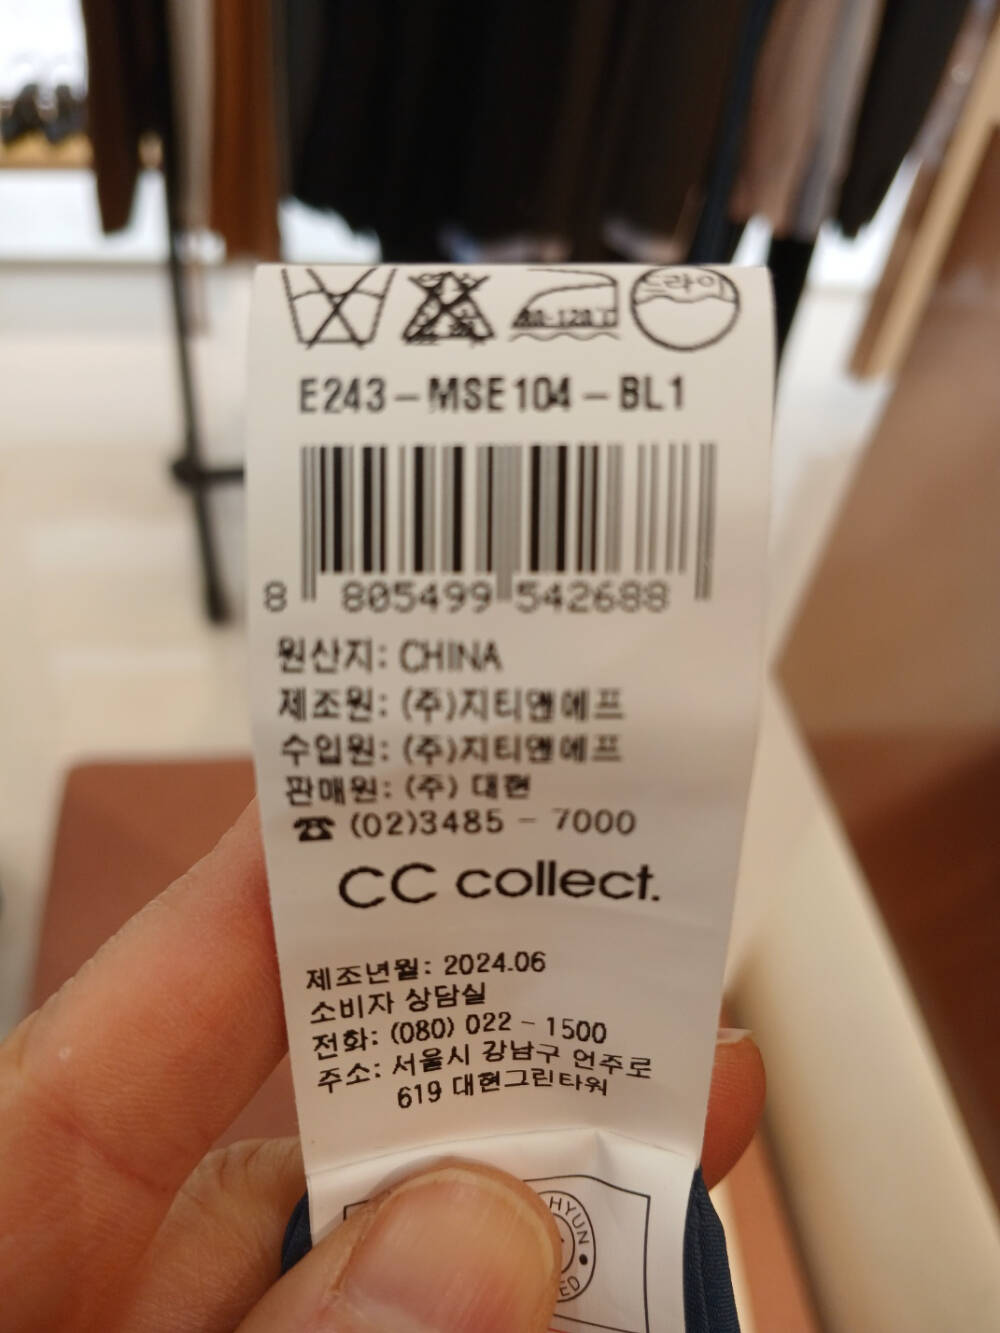 드라이
80-120℃
E243-MSE104-BL1
8 805499 542688
원산지: CHINA
제조원: (주)지티앤에프
수입원: (주)지티앤에프
판매원: (주) 대현
☎ (02)3485 - 7000
CC collect.
제조년월: 2024.06
소비자 상담실
전화: (080) 022 - 1500
주소: 서울시 강남구 언주로
619 대현그린타워
HYUN